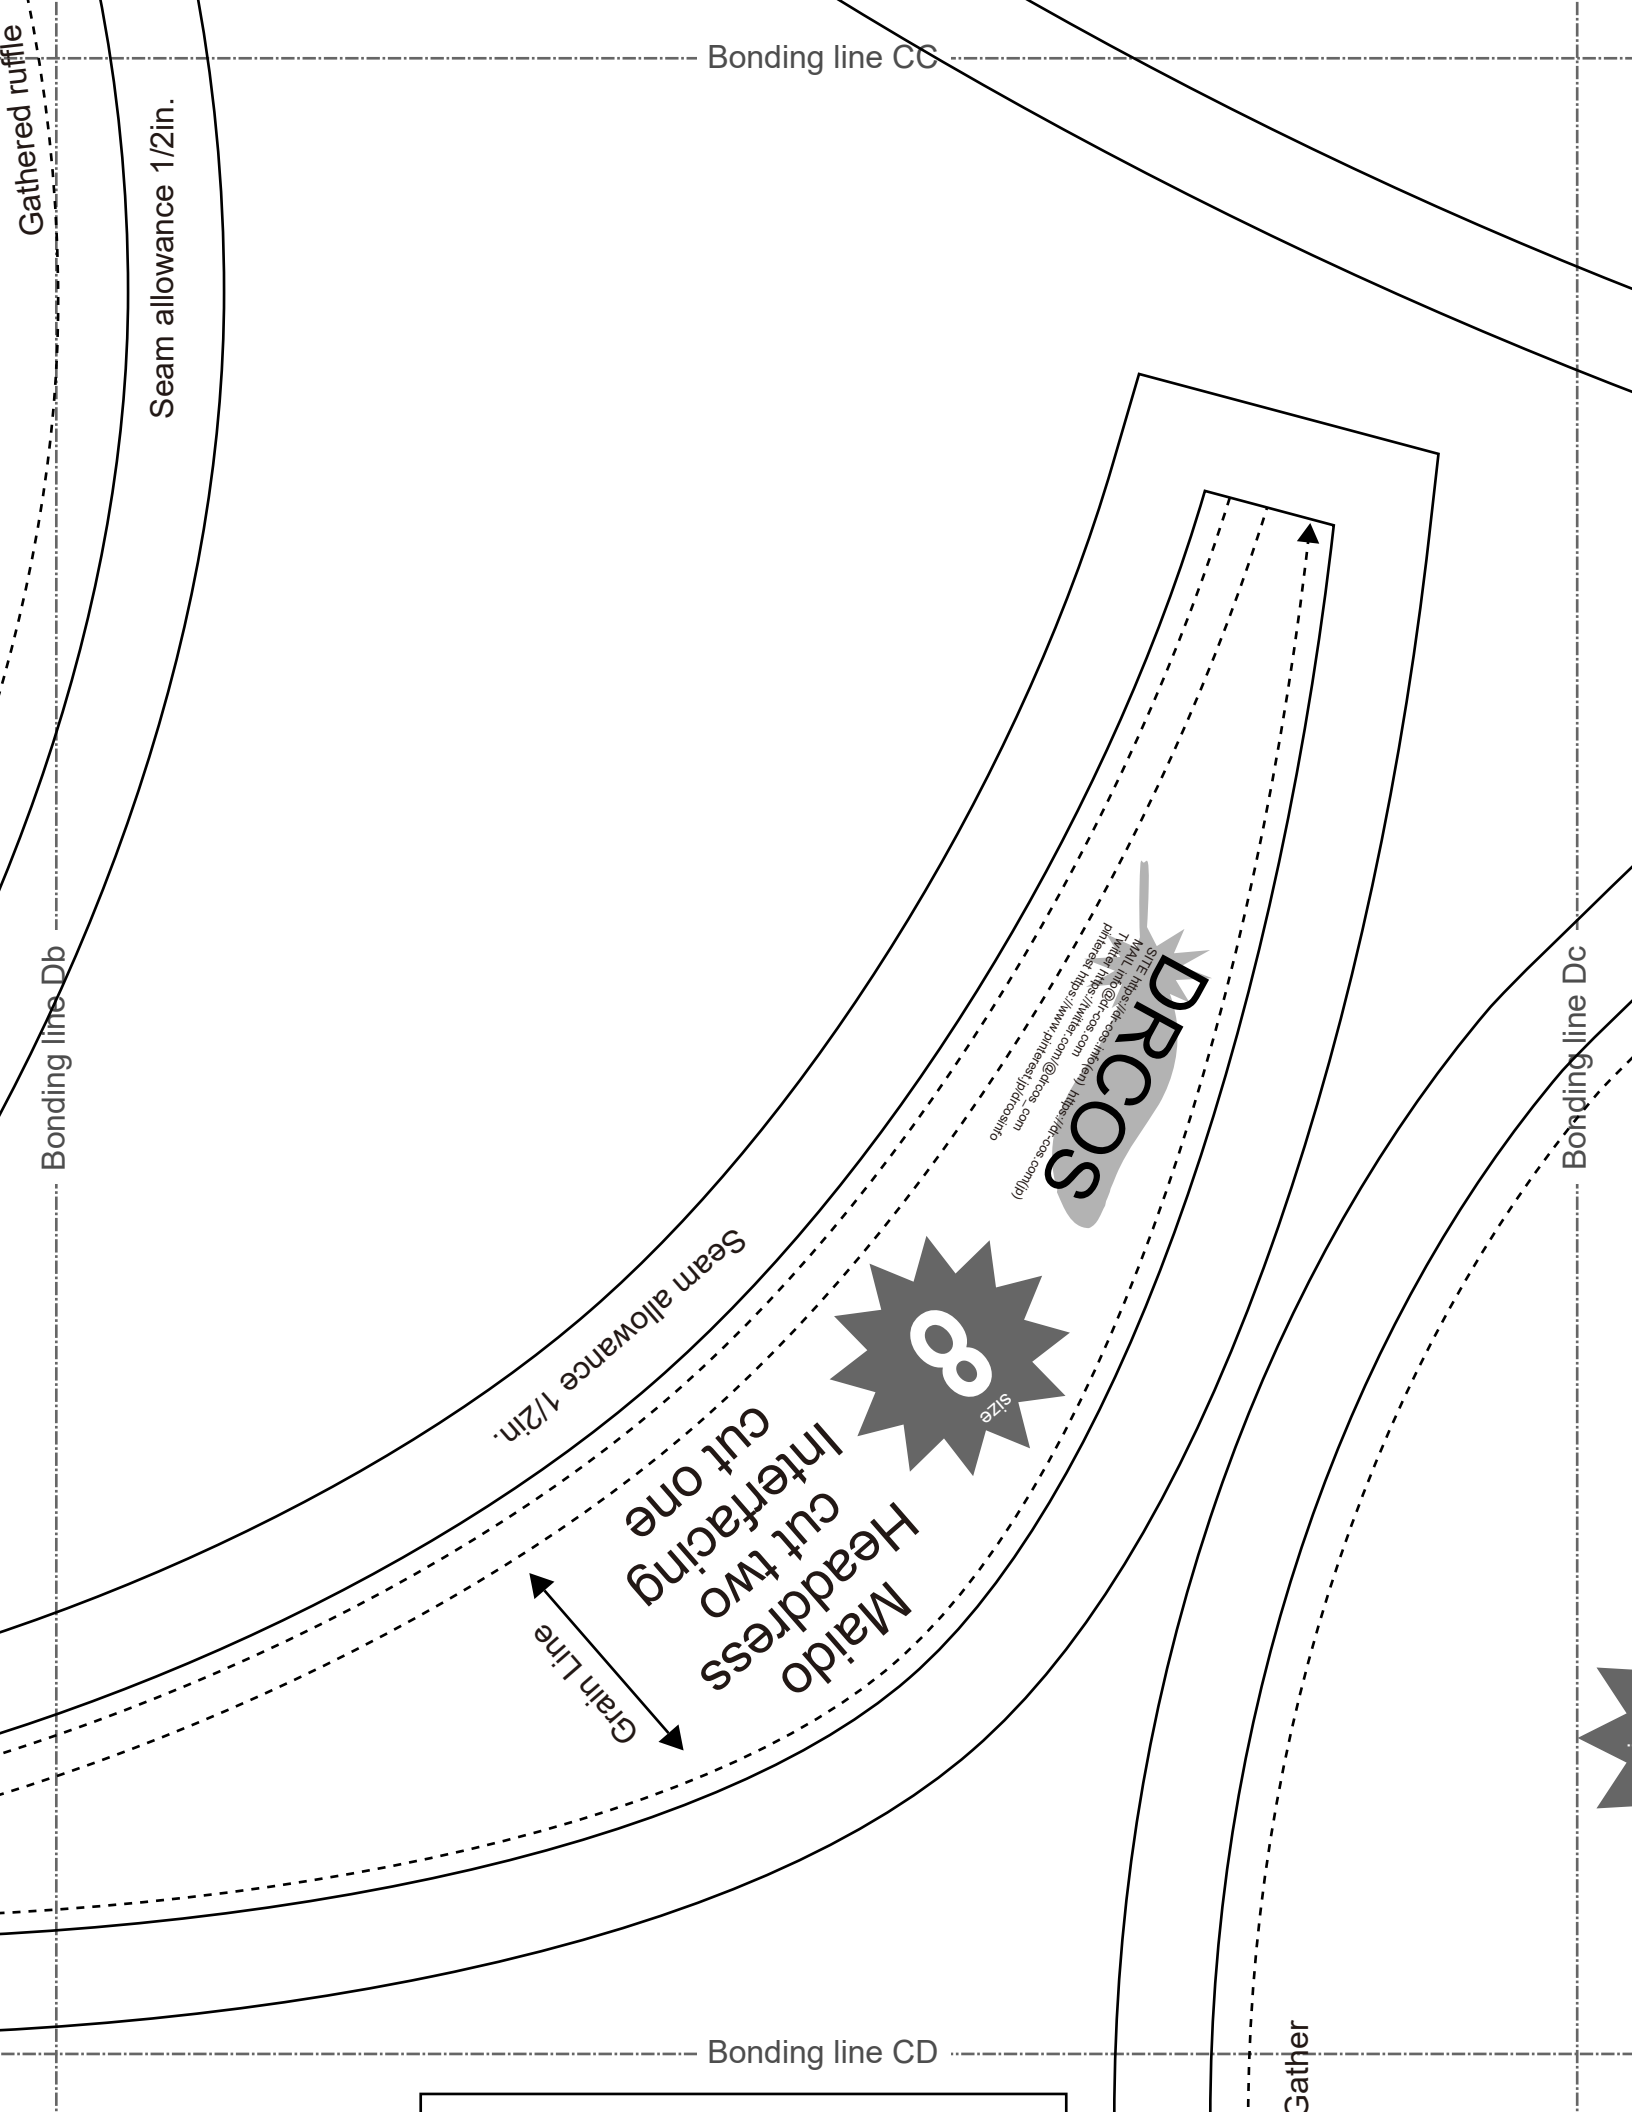 Bonding line CC
Gathered ruffle
Seam allowance 1/2in.
Bonding line Db
Bonding line Dc
DRCOS
SITE https://dr-cos.info(en) https://dr-cos.com(jp)
MAIL info@dr-cos.com
Twitter https://twitter.com/@drcos_com
pinterest https://www.pinterest.jp/drcosinfo
Seam allowance 1/2in.
8
size
Maido
Headdress
cut two
Interfacing
cut one
Grain Line
Bonding line CD
Gather